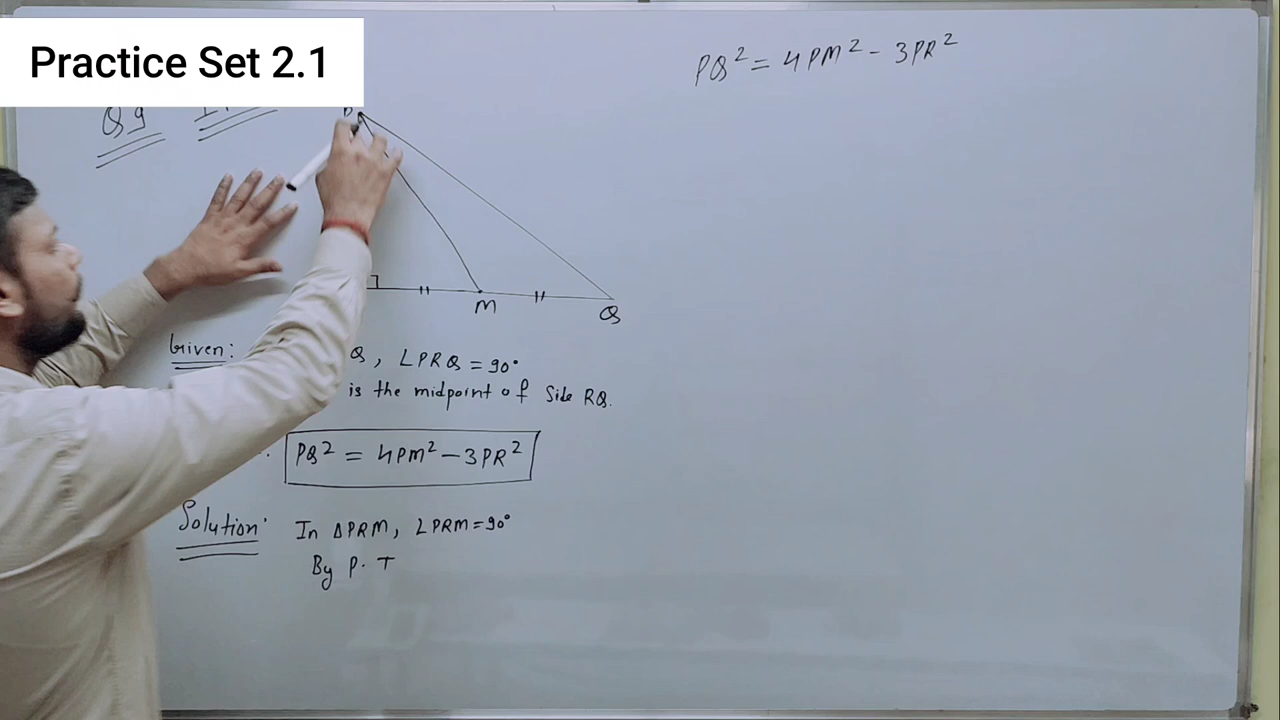 Practice Set 2.1
PQ² = 4PM² - 3PR²
Q9
M
Q
Given: Q, ∠PRQ = 90°
is the midpoint of Side RQ.
PQ² = 4PM² - 3PR²
Solution: In ΔPRM, ∠PRM = 90°
By P. T